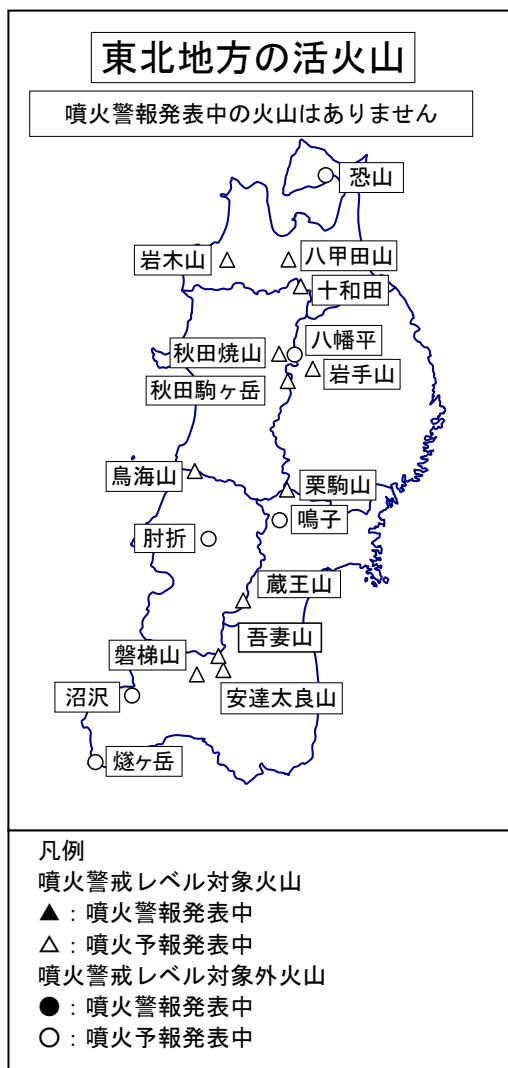 東北地方の活火山
噴火警報発表中の火山はありません
恐山
岩木山
八甲田山
十和田
八幡平
秋田焼山
岩手山
秋田駒ヶ岳
鳥海山
栗駒山
鳴子
肘折
蔵王山
吾妻山
磐梯山
安達太良山
沼沢
燧ヶ岳
凡例
噴火警戒レベル対象火山
▲：噴火警報発表中
△：噴火予報発表中
噴火警戒レベル対象外火山
●：噴火警報発表中
○：噴火予報発表中